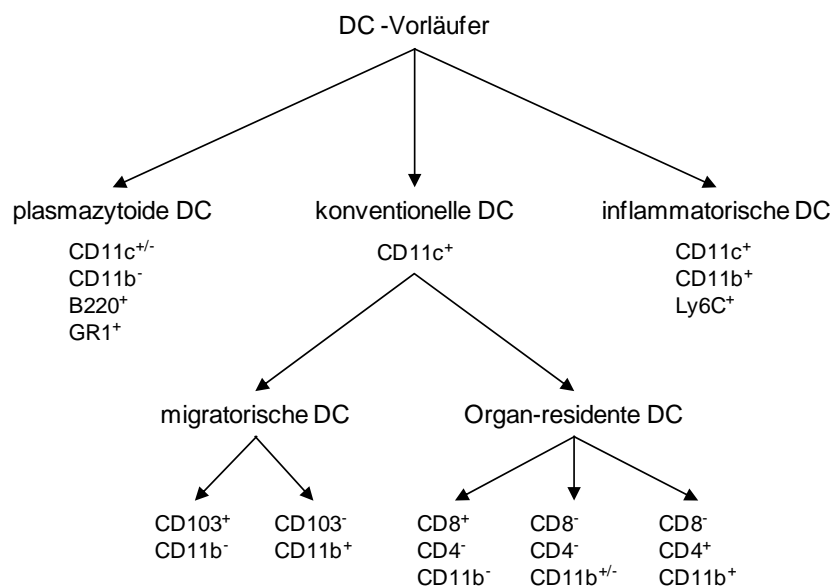 DC -Vorläufer
plasmazytoide DC
konventionelle DC
inflammatorische DC
CD11c⁺/⁻
CD11b⁻
B220⁺
GR1⁺
CD11c⁺
CD11c⁺
CD11b⁺
Ly6C⁺
migratorische DC
Organ-residente DC
CD103⁺
CD11b⁻
CD103⁻
CD11b⁺
CD8⁺
CD4⁻
CD11b⁻
CD8⁻
CD4⁻
CD11b⁺/⁻
CD8⁻
CD4⁺
CD11b⁺